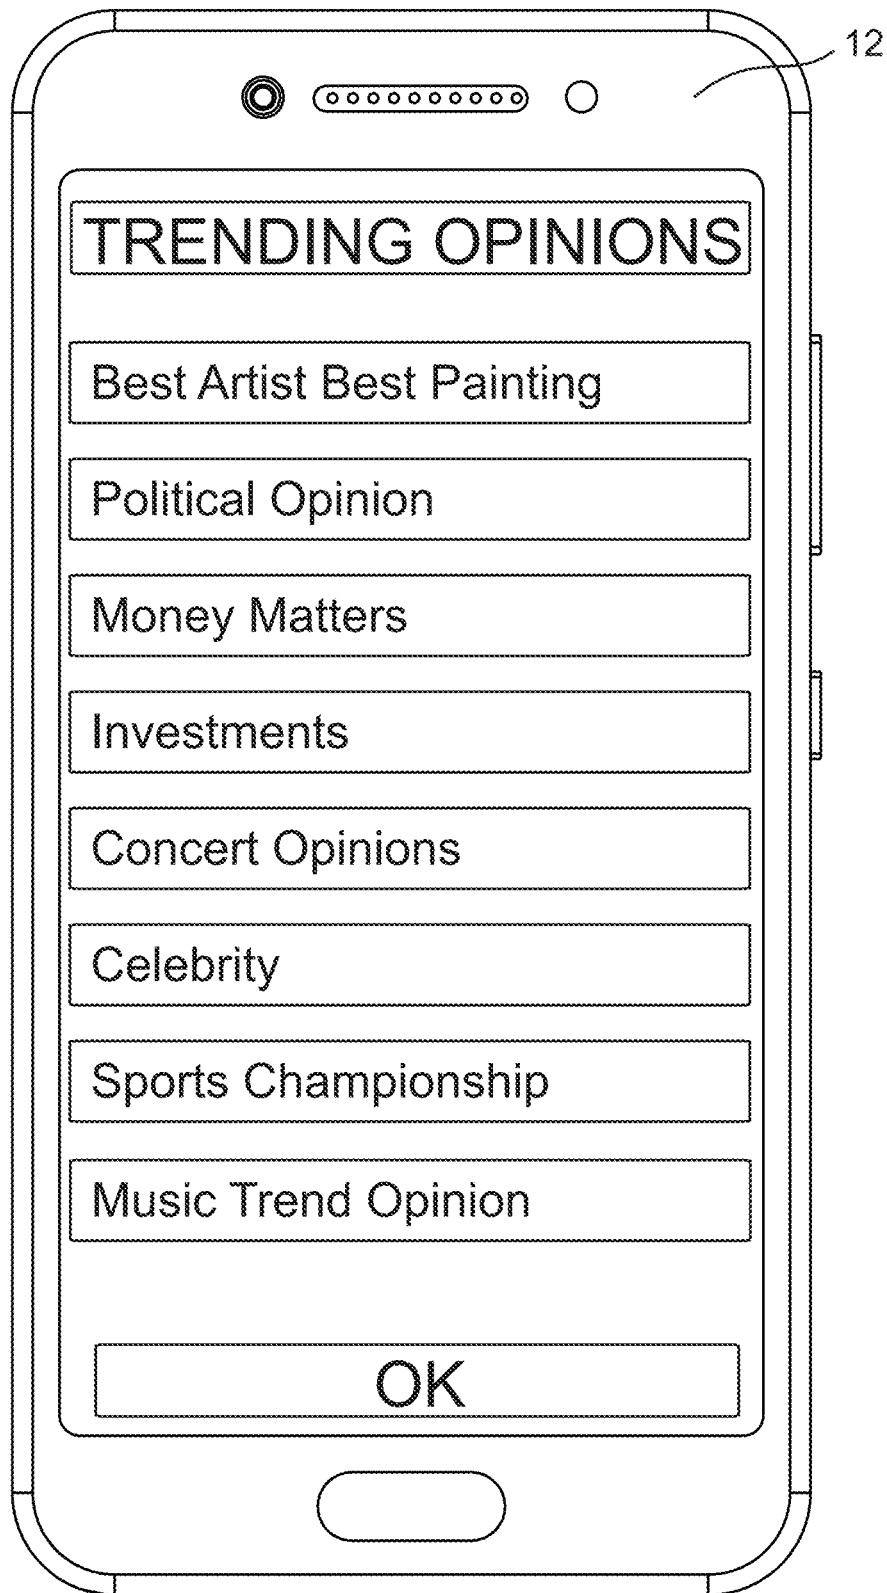 12
TRENDING OPINIONS
Best Artist Best Painting
Political Opinion
Money Matters
Investments
Concert Opinions
Celebrity
Sports Championship
Music Trend Opinion
OK